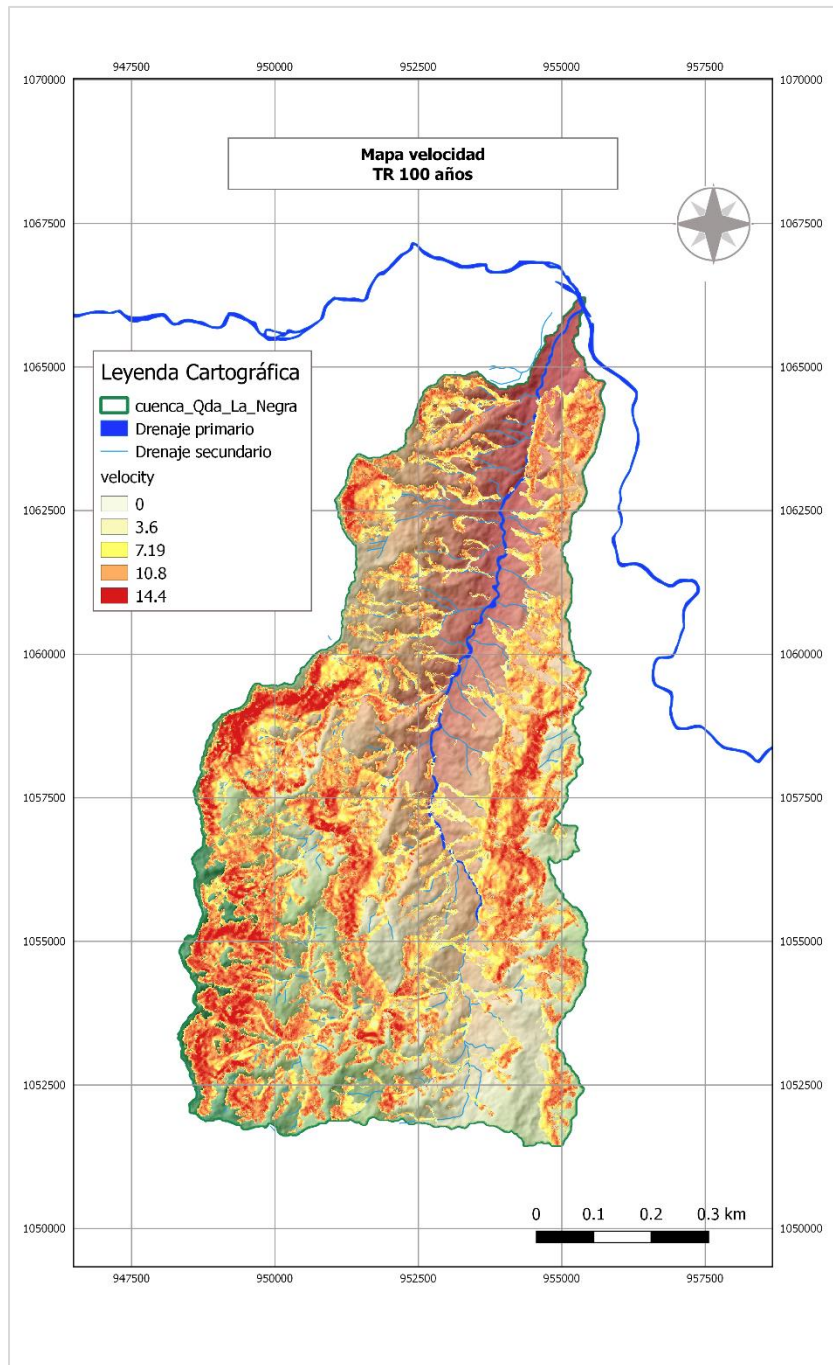 947500 950000 952500 955000 957500
1070000 1070000
Mapa velocidad
TR 100 años
1067500 1067500
1065000 1065000
Leyenda Cartográfica
cuenca_Qda_La_Negra
Drenaje primario
Drenaje secundario
velocity
0
3.6
7.19
10.8
14.4
1062500 1062500
1060000 1060000
1057500 1057500
1055000 1055000
1052500 1052500
0 0.1 0.2 0.3 km
1050000 1050000
947500 950000 952500 955000 957500